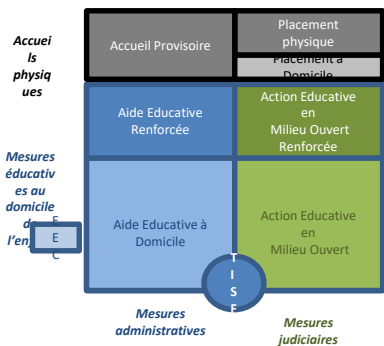 Accuei
ls
physiq
ues
Accueil Provisoire
Placement
physique
Placement à
Domicile
Aide Educative
Renforcée
Action Educative
en
Milieu Ouvert
Renforcée
Mesures
éducativ
es au
domicile
de
E
E
C
Aide Educative à
Domicile
Action Educative
en
Milieu Ouvert
T
I
S
F
Mesures
administratives
Mesures
judiciaires